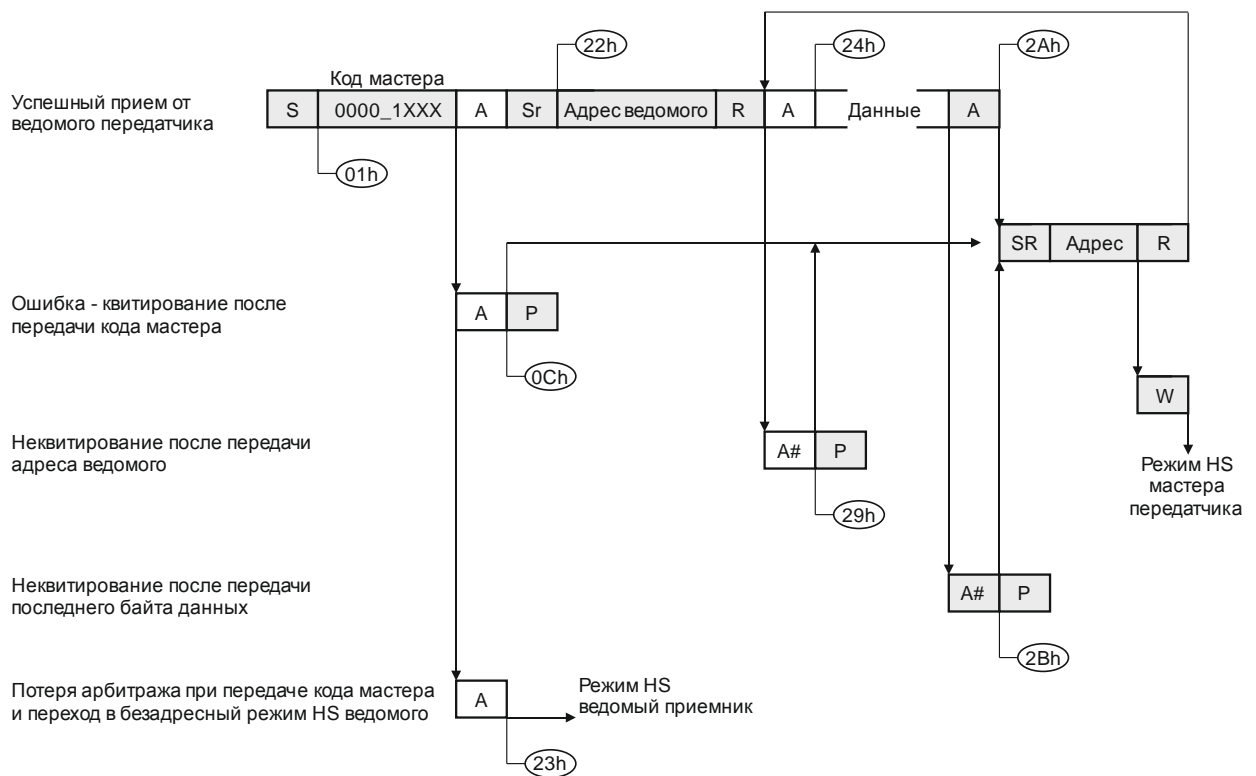 22h
24h
2Ah
Код мастера
Успешный прием от
ведомого передатчика
S 0000_1XXX A Sr Адрес ведомого R A Данные A
01h
SR Адрес R
Ошибка - квитирование после
передачи кода мастера
A P
0Ch
W
Неквитирование после передачи
адреса ведомого
A# P
Режим HS
мастера
передатчика
29h
Неквитирование после передачи
последнего байта данных
A# P
2Bh
Потеря арбитража при передаче кода мастера
и переход в безадресный режим HS ведомого
A
Режим HS
ведомый приемник
23h